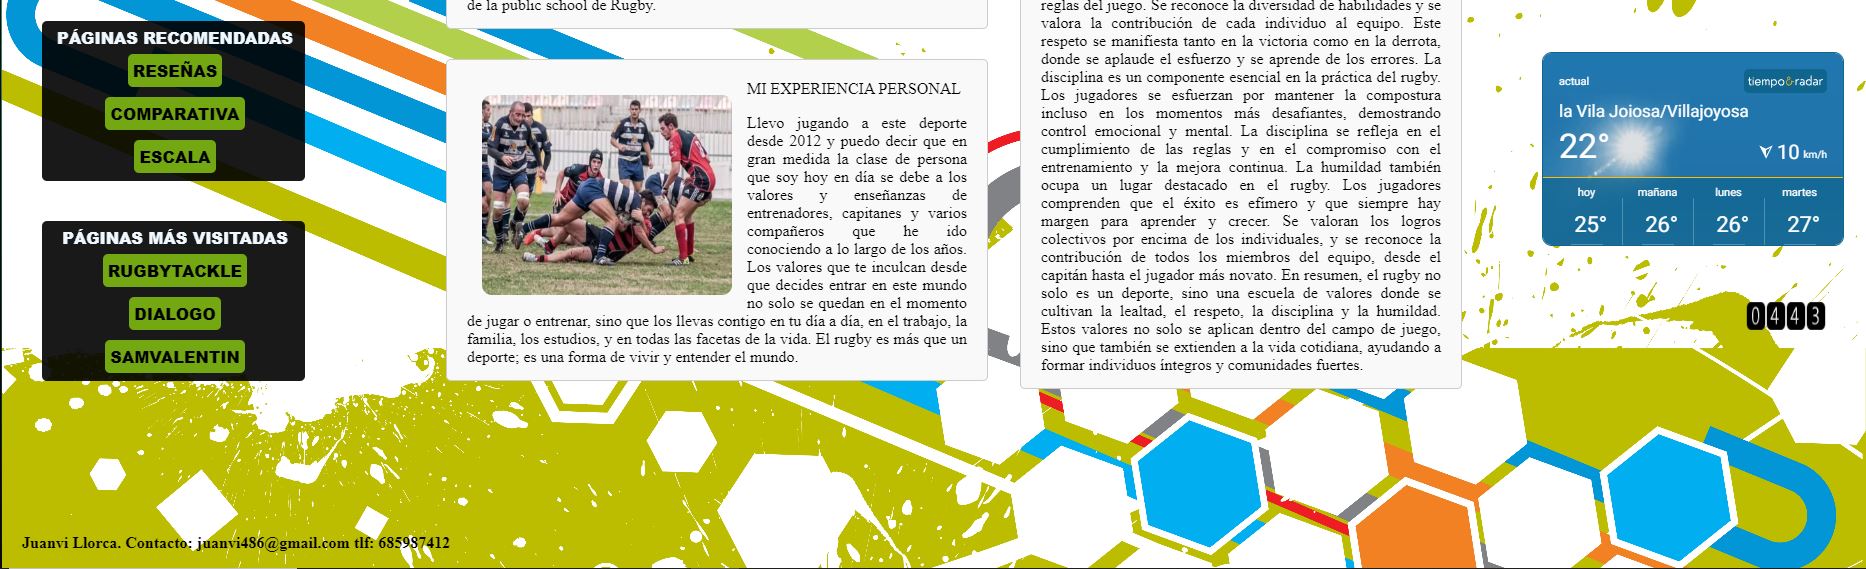 PÁGINAS RECOMENDADAS
RESEÑAS
COMPARATIVA
ESCALA
PÁGINAS MÁS VISITADAS
RUGBYTACKLE
DIALOGO
SAMVALENTIN
de la public school de Rugby.
MI EXPERIENCIA PERSONAL
Llevo jugando a este deporte
desde 2012 y puedo decir que en
gran medida la clase de persona
que soy hoy en día se debe a los
valores y enseñanzas de
entrenadores, capitanes y varios
compañeros que he ido
conociendo a lo largo de los años.
Los valores que te inculcan desde
que decides entrar en este mundo
no solo se quedan en el momento
de jugar o entrenar, sino que los llevas contigo en tu día a día, en el trabajo, la
familia, los estudios, y en todas las facetas de la vida. El rugby es más que un
deporte; es una forma de vivir y entender el mundo.
reglas del juego. Se reconoce la diversidad de habilidades y se
valora la contribución de cada individuo al equipo. Este
respeto se manifiesta tanto en la victoria como en la derrota,
donde se aplaude el esfuerzo y se aprende de los errores. La
disciplina es un componente esencial en la práctica del rugby.
Los jugadores se esfuerzan por mantener la compostura
incluso en los momentos más desafiantes, demostrando
control emocional y mental. La disciplina se refleja en el
cumplimiento de las reglas y en el compromiso con el
entrenamiento y la mejora continua. La humildad también
ocupa un lugar destacado en el rugby. Los jugadores
comprenden que el éxito es efímero y que siempre hay
margen para aprender y crecer. Se valoran los logros
colectivos por encima de los individuales, y se reconoce la
contribución de todos los miembros del equipo, desde el
capitán hasta el jugador más novato. En resumen, el rugby no
solo es un deporte, sino una escuela de valores donde se
cultivan la lealtad, el respeto, la disciplina y la humildad.
Estos valores no solo se aplican dentro del campo de juego,
sino que también se extienden a la vida cotidiana, ayudando a
formar individuos íntegros y comunidades fuertes.
actual
tiempo&radar
la Vila Joiosa/Villajoyosa
22°
10 km/h
hoy mañana lunes martes
25° 26° 26° 27°
0443
Juanvi Llorca. Contacto: juanvi486@gmail.com tlf: 685987412